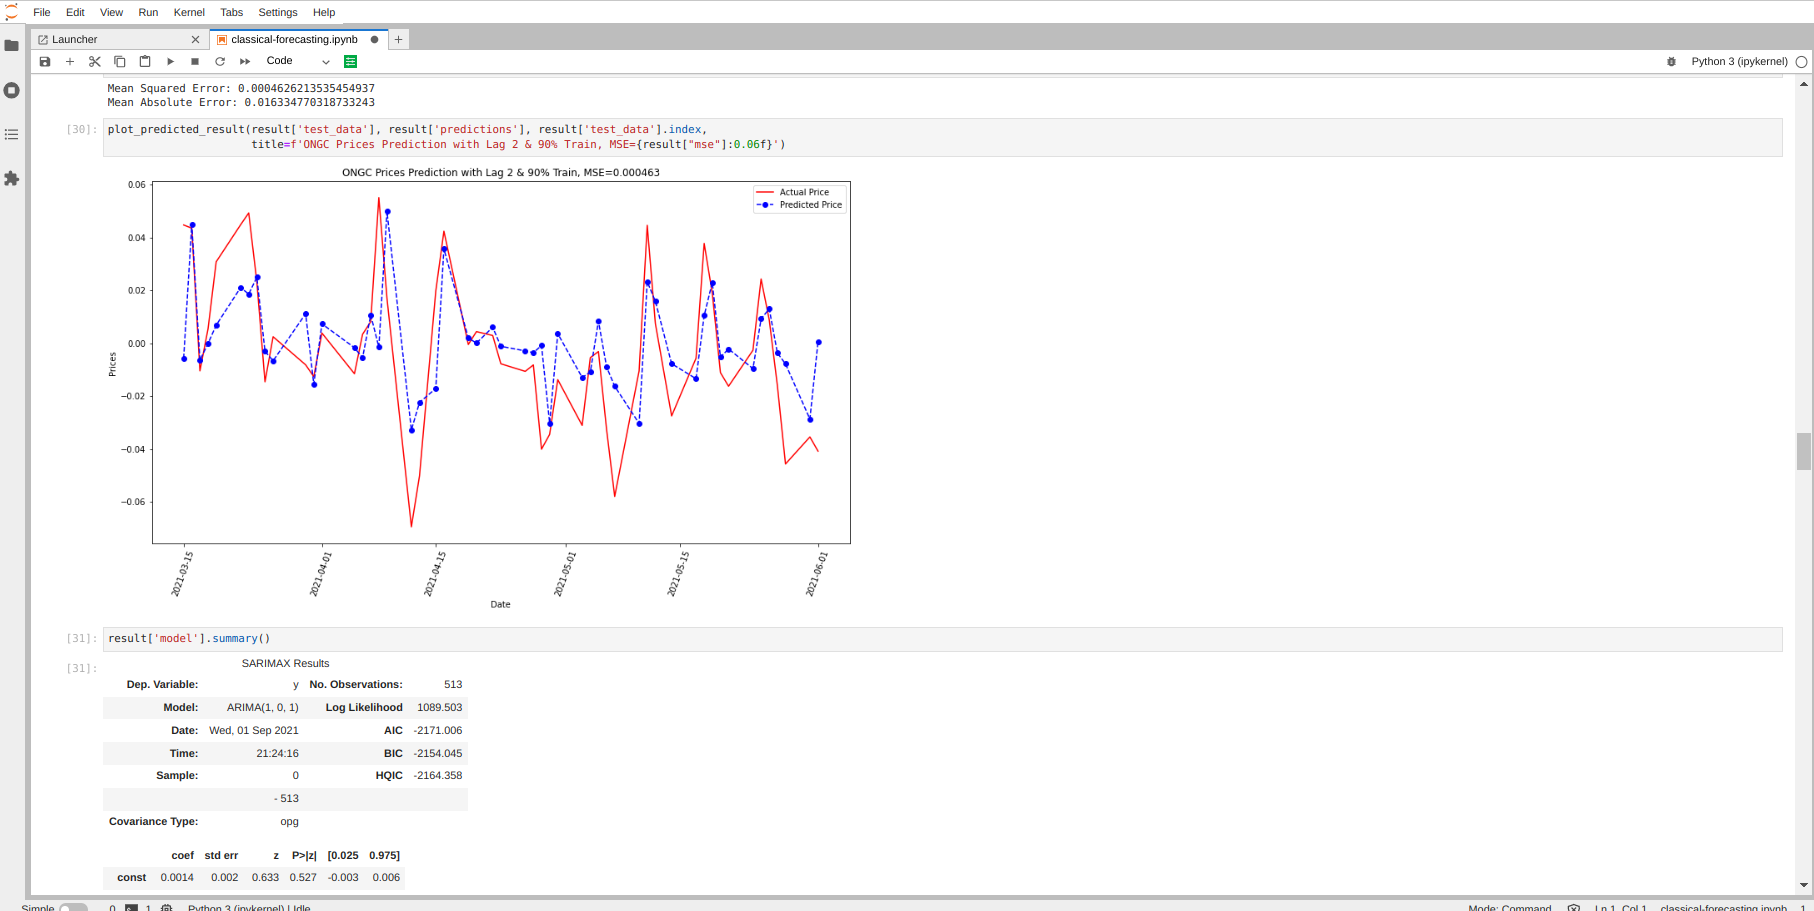 File Edit View Run Kernel Tabs Settings Help
Launcher
classical-forecasting.ipynb
Code
Python 3 (ipykernel)
Mean Squared Error: 0.0004626213535454937
Mean Absolute Error: 0.016334770318733243
[30]:
plot_predicted_result(result['test_data'], result['predictions'], result['test_data'].index,
title=f'ONGC Prices Prediction with Lag 2 & 90% Train, MSE={result["mse"]:0.06f}')
ONGC Prices Prediction with Lag 2 & 90% Train, MSE=0.000463
Actual Price
Predicted Price
0.06
0.04
0.02
0.00
−0.02
−0.04
−0.06
Prices
2021-03-15
2021-04-01
2021-04-15
2021-05-01
2021-05-15
2021-06-01
Date
[31]:
result['model'].summary()
[31]:
SARIMAX Results
Dep. Variable: y No. Observations: 513
Model: ARIMA(1, 0, 1) Log Likelihood 1089.503
Date: Wed, 01 Sep 2021 AIC -2171.006
Time: 21:24:16 BIC -2154.045
Sample: 0 HQIC -2164.358
- 513
Covariance Type: opg
coef std err z P>|z| [0.025 0.975]
const 0.0014 0.002 0.633 0.527 -0.003 0.006
Simple 0 1 Python 3 (ipykernel) | Idle Mode: Command Ln 1, Col 1 classical-forecasting.ipynb 1